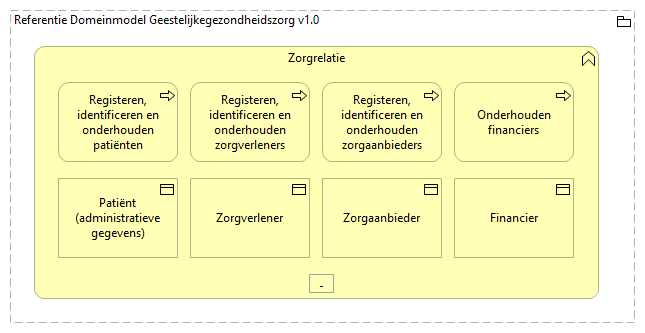 Referentie Domeinmodel Geestelijkegezondheidszorg v1.0
Zorgrelatie
Registeren,
identificeren en
onderhouden
patiënten
Registeren,
identificeren en
onderhouden
zorgverleners
Registeren,
identificeren en
onderhouden
zorgaanbieders
Onderhouden
financiers
Patiënt
(administratieve
gegevens)
Zorgverlener
Zorgaanbieder
Financier
-